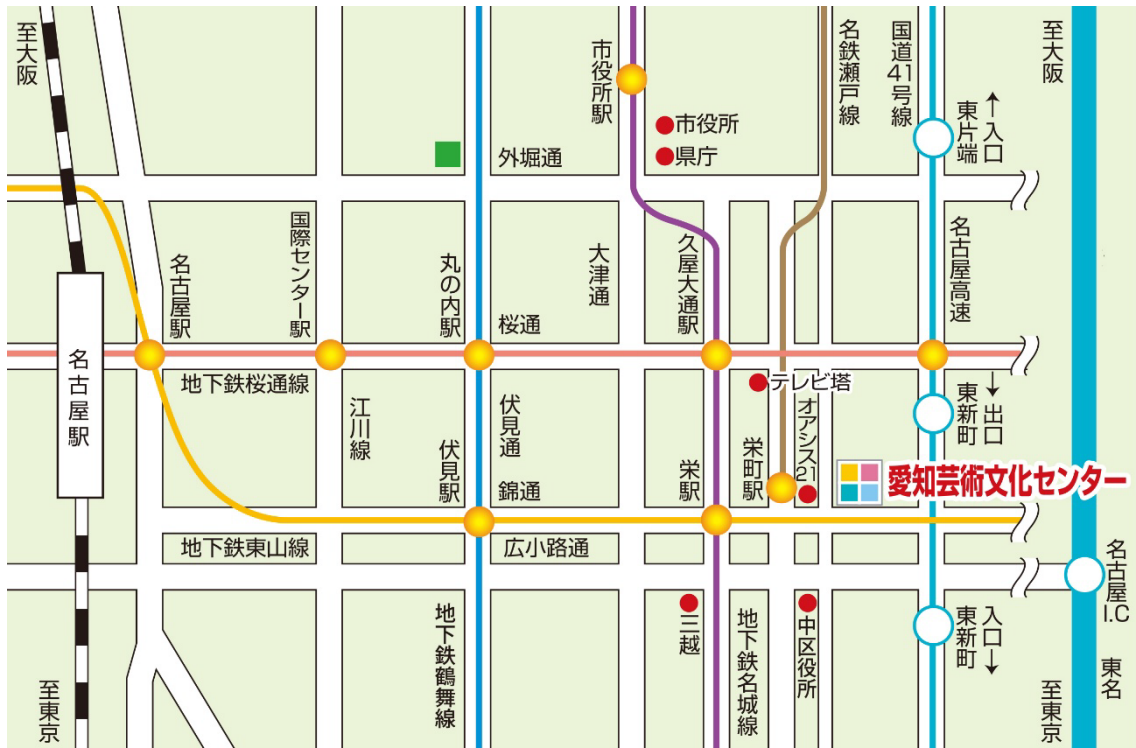 至大阪
市役所駅
名鉄瀬戸線
国道41号線
至大阪
↑入口
東片端
市役所
県庁
外堀通
名古屋駅
国際センター駅
丸の内駅
大津通
久屋大通駅
名古屋高速
桜通
名古屋駅
地下鉄桜通線
テレビ塔
↓出口
東新町
江川線
伏見通
伏見駅
錦通
栄駅
栄町駅
オアシス21
愛知芸術文化センター
地下鉄東山線
広小路通
名古屋I.C
地下鉄鶴舞線
三越
地下鉄名城線
中区役所
入口↓
東新町
東名
至東京
至東京